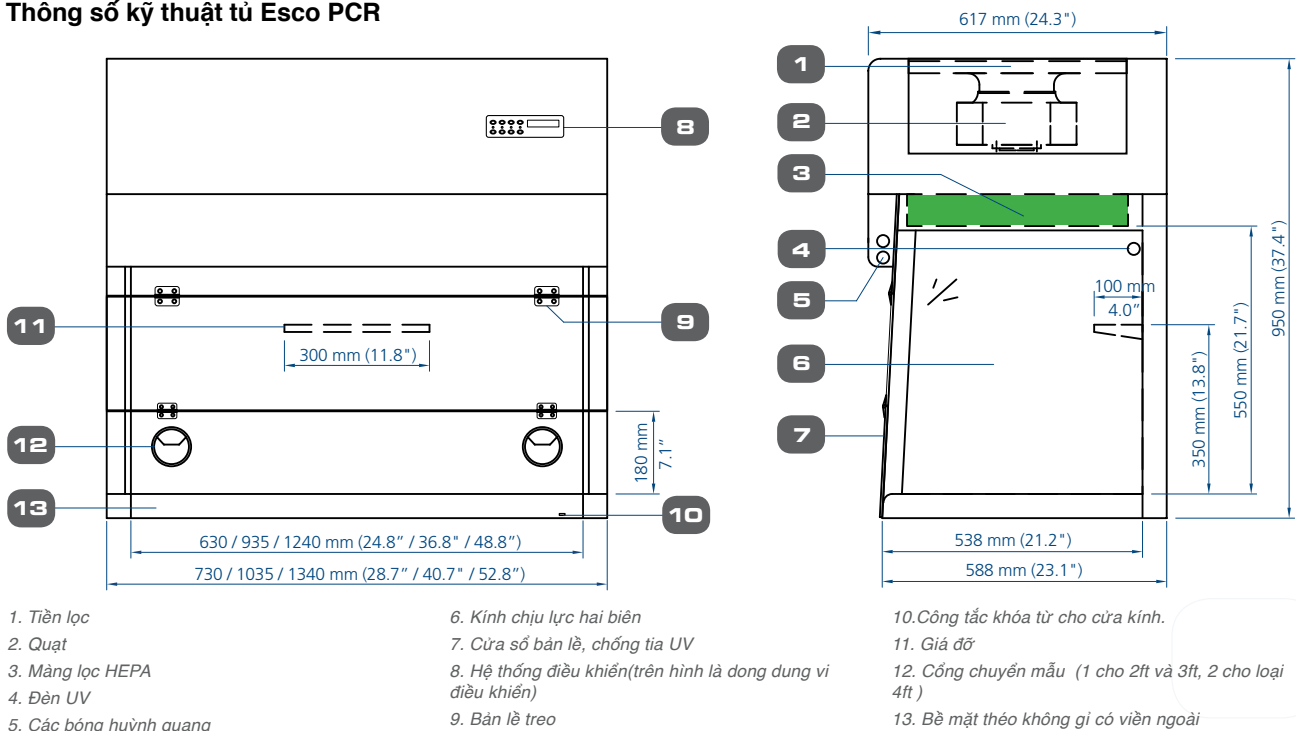 Thông số kỹ thuật tủ Esco PCR
617 mm (24.3")
1
2
3
4
5
6
7
8
9
10
11
12
13
300 mm (11.8")
180 mm
7.1”
100 mm
4.0”
350 mm (13.8")
550 mm (21.7")
950 mm (37.4")
630 / 935 / 1240 mm (24.8” / 36.8" / 48.8”)
730 / 1035 / 1340 mm (28.7” / 40.7" / 52.8”)
538 mm (21.2")
588 mm (23.1")
1. Tiền lọc
2. Quạt
3. Màng lọc HEPA
4. Đèn UV
5. Các bóng huỳnh quang
6. Kính chịu lực hai biên
7. Cửa sổ bản lề, chống tia UV
8. Hệ thống điều khiển(trên hình là dong dung vi
điều khiển)
9. Bản lề treo
10.Công tắc khóa từ cho cửa kính.
11. Giá đỡ
12. Cổng chuyển mẫu (1 cho 2ft và 3ft, 2 cho loại
4ft )
13. Bề mặt théo không gỉ có viền ngoài